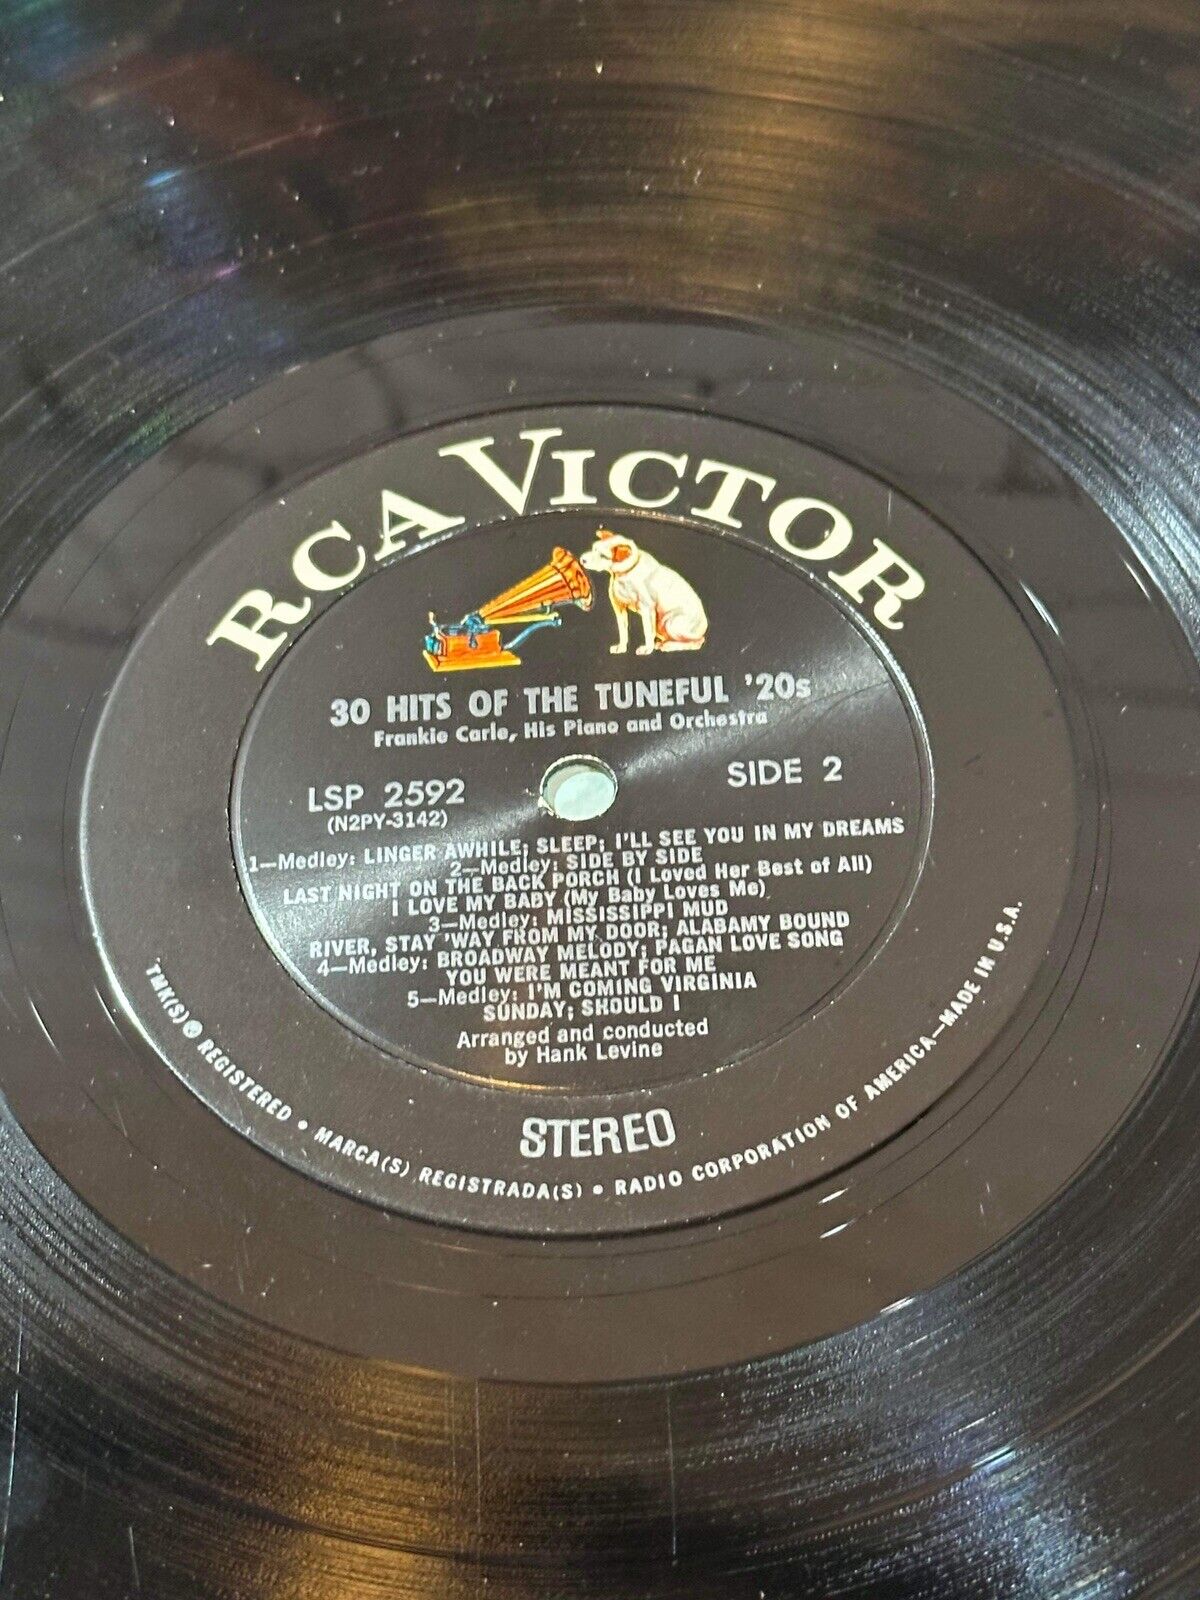 RCA VICTOR
30 HITS OF THE TUNEFUL '20s
Frankie Carle, His Piano and Orchestra
LSP 2592
(N2PY-3142)
SIDE 2
1—Medley: LINGER AWHILE; SLEEP; I'LL SEE YOU IN MY DREAMS
2—Medley: SIDE BY SIDE
LAST NIGHT ON THE BACK PORCH (I Loved Her Best of All)
I LOVE MY BABY (My Baby Loves Me)
3—Medley: MISSISSIPPI MUD
RIVER, STAY 'WAY FROM MY DOOR; ALABAMY BOUND
4—Medley: BROADWAY MELODY; PAGAN LOVE SONG
YOU WERE MEANT FOR ME
5—Medley: I'M COMING VIRGINIA
SUNDAY; SHOULD I
Arranged and conducted
by Hank Levine
STEREO
TMK(S) ® REGISTERED • MARCA(S) REGISTRADA(S) • RADIO CORPORATION OF AMERICA—MADE IN U.S.A.